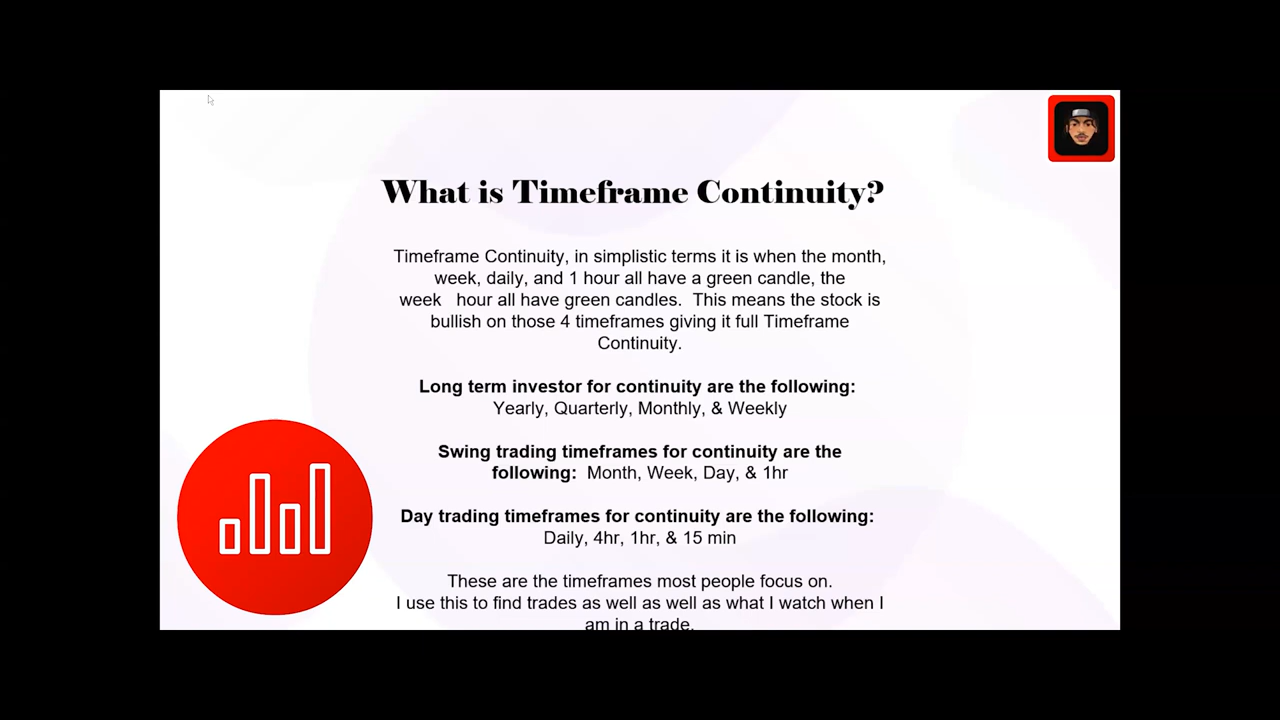 What is Timeframe Continuity?
Timeframe Continuity, in simplistic terms it is when the month,
week, daily, and 1 hour all have a green candle, the
week   hour all have green candles.  This means the stock is
bullish on those 4 timeframes giving it full Timeframe
Continuity.
Long term investor for continuity are the following:
Yearly, Quarterly, Monthly, & Weekly
Swing trading timeframes for continuity are the
following:  Month, Week, Day, & 1hr
Day trading timeframes for continuity are the following:
Daily, 4hr, 1hr, & 15 min
These are the timeframes most people focus on.
I use this to find trades as well as well as what I watch when I
am in a trade.